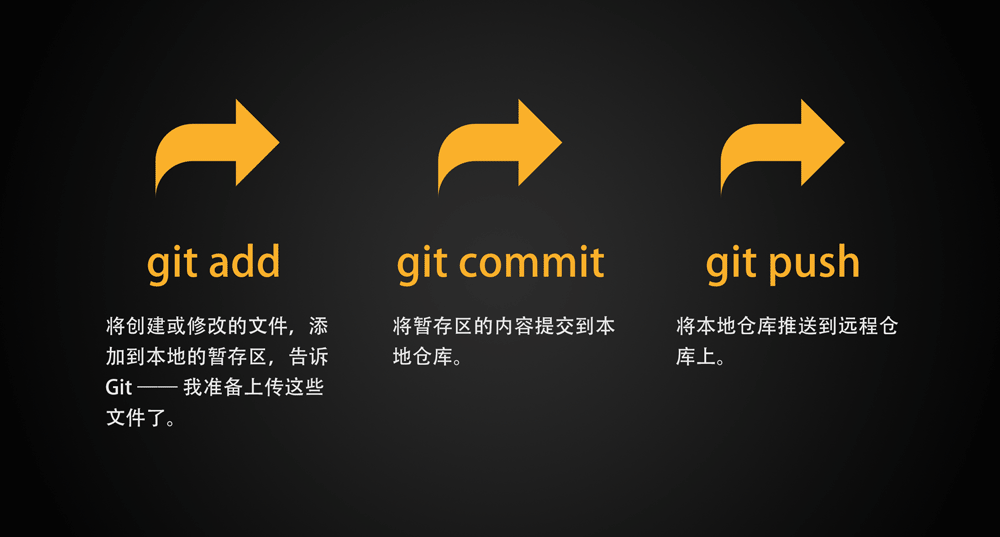 git add
将创建或修改的文件，添
加到本地的暂存区，告诉
Git —— 我准备上传这些
文件了。
git commit
将暂存区的内容提交到本
地仓库。
git push
将本地仓库推送到远程仓
库上。